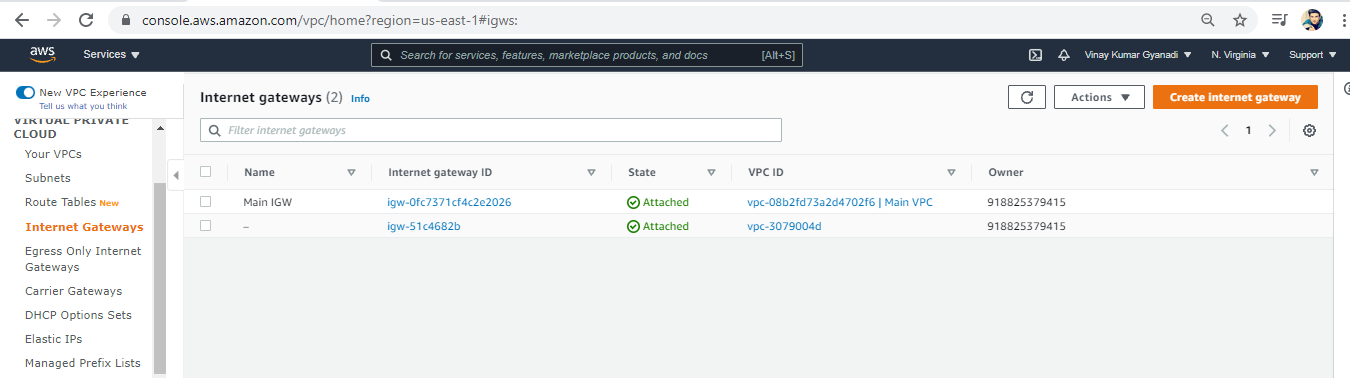 console.aws.amazon.com/vpc/home?region=us-east-1#igws:
aws Services Search for services, features, marketplace products, and docs [Alt+S] Vinay Kumar Gyanadi N. Virginia Support
New VPC Experience
Tell us what you think
VIRTUAL PRIVATE
CLOUD
Your VPCs
Subnets
Route Tables New
Internet Gateways
Egress Only Internet
Gateways
Carrier Gateways
DHCP Options Sets
Elastic IPs
Managed Prefix Lists
Internet gateways (2) Info
Actions Create internet gateway
Filter internet gateways
1
Name Internet gateway ID State VPC ID Owner
Main IGW igw-0fc7371cf4c2e2026 Attached vpc-08b2fd73a2d4702f6 | Main VPC 918825379415
– igw-51c4682b Attached vpc-3079004d 918825379415